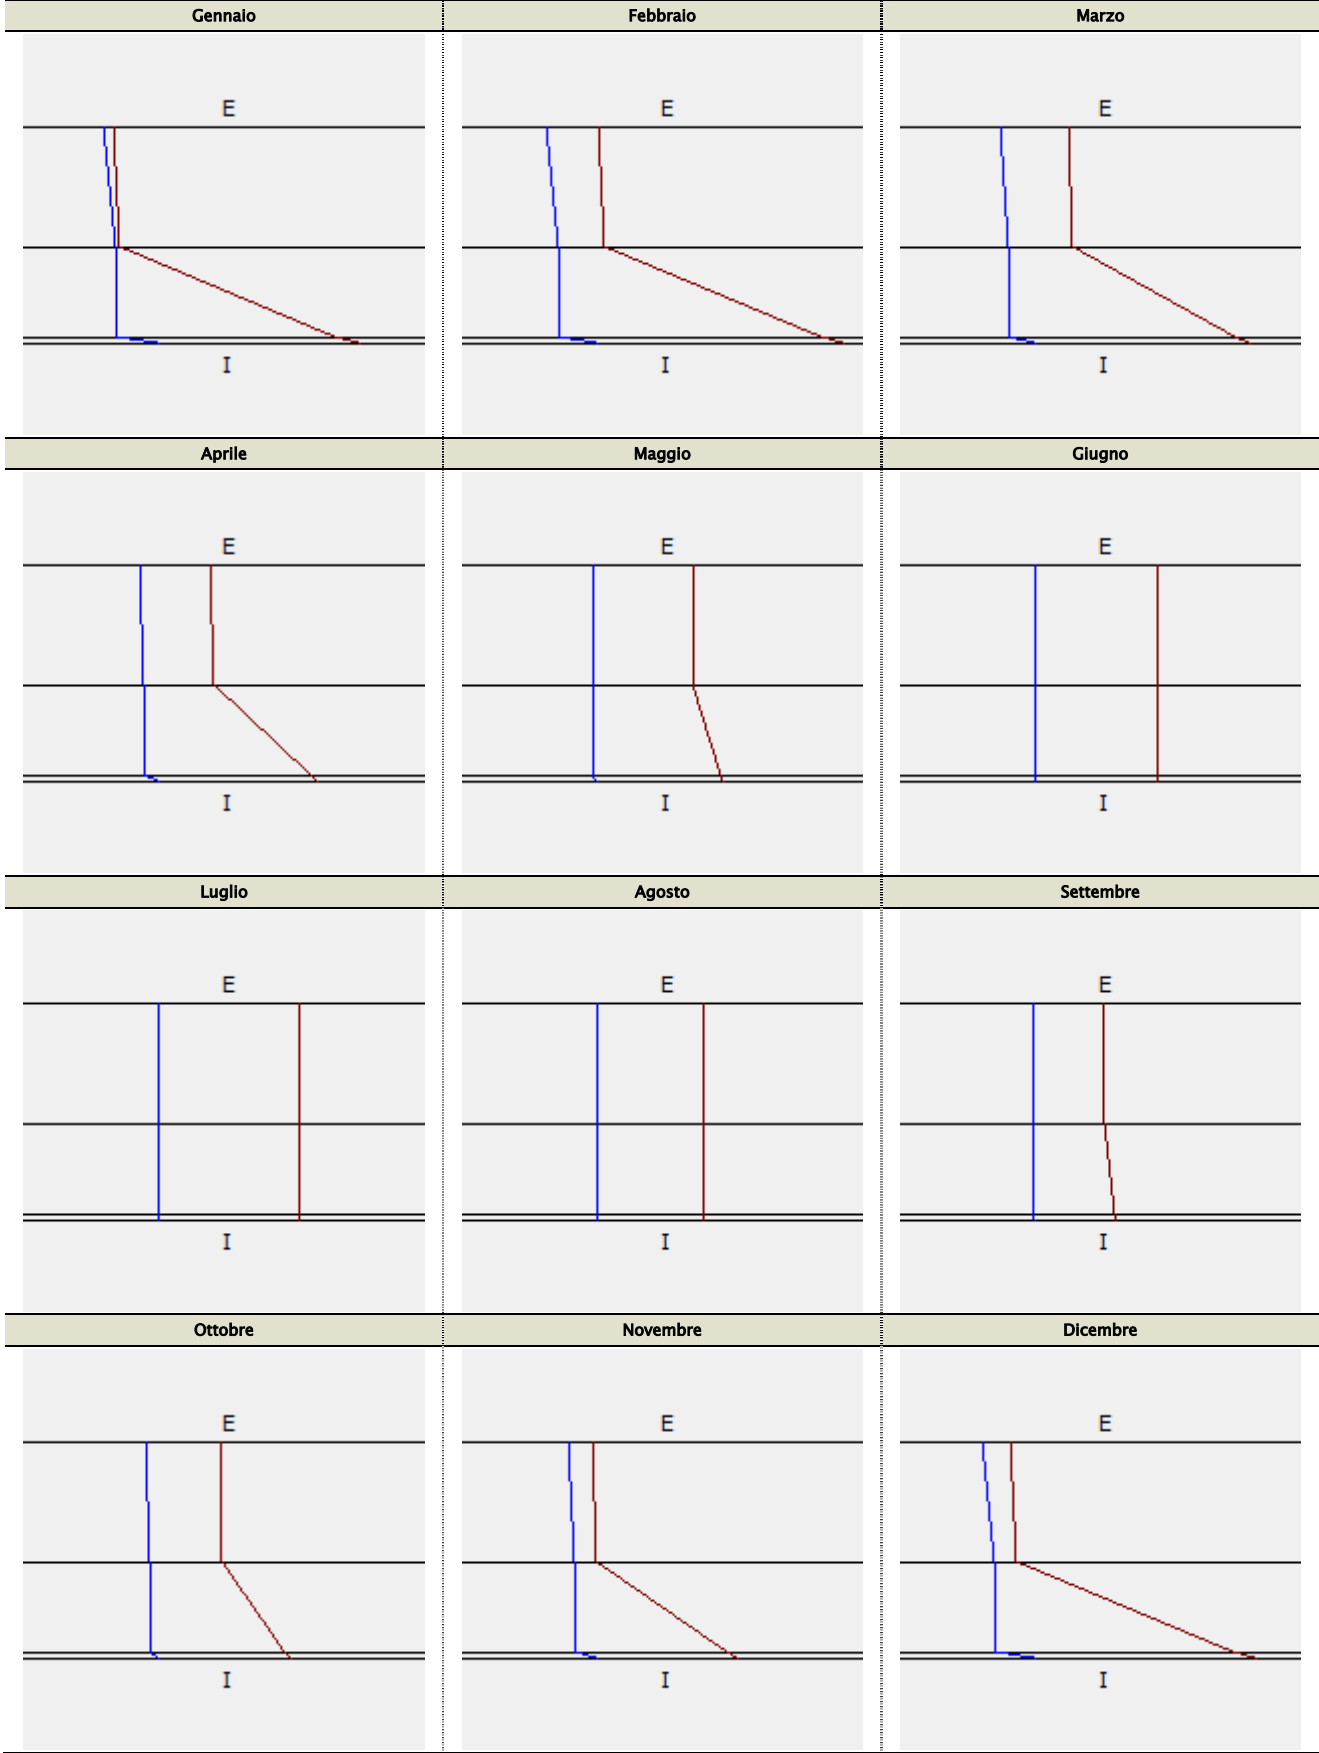 Gennaio Febbraio Marzo
E E E
I I I
Aprile Maggio Giugno
E E E
I I I
Luglio Agosto Settembre
E E E
I I I
Ottobre Novembre Dicembre
E E E
I I I